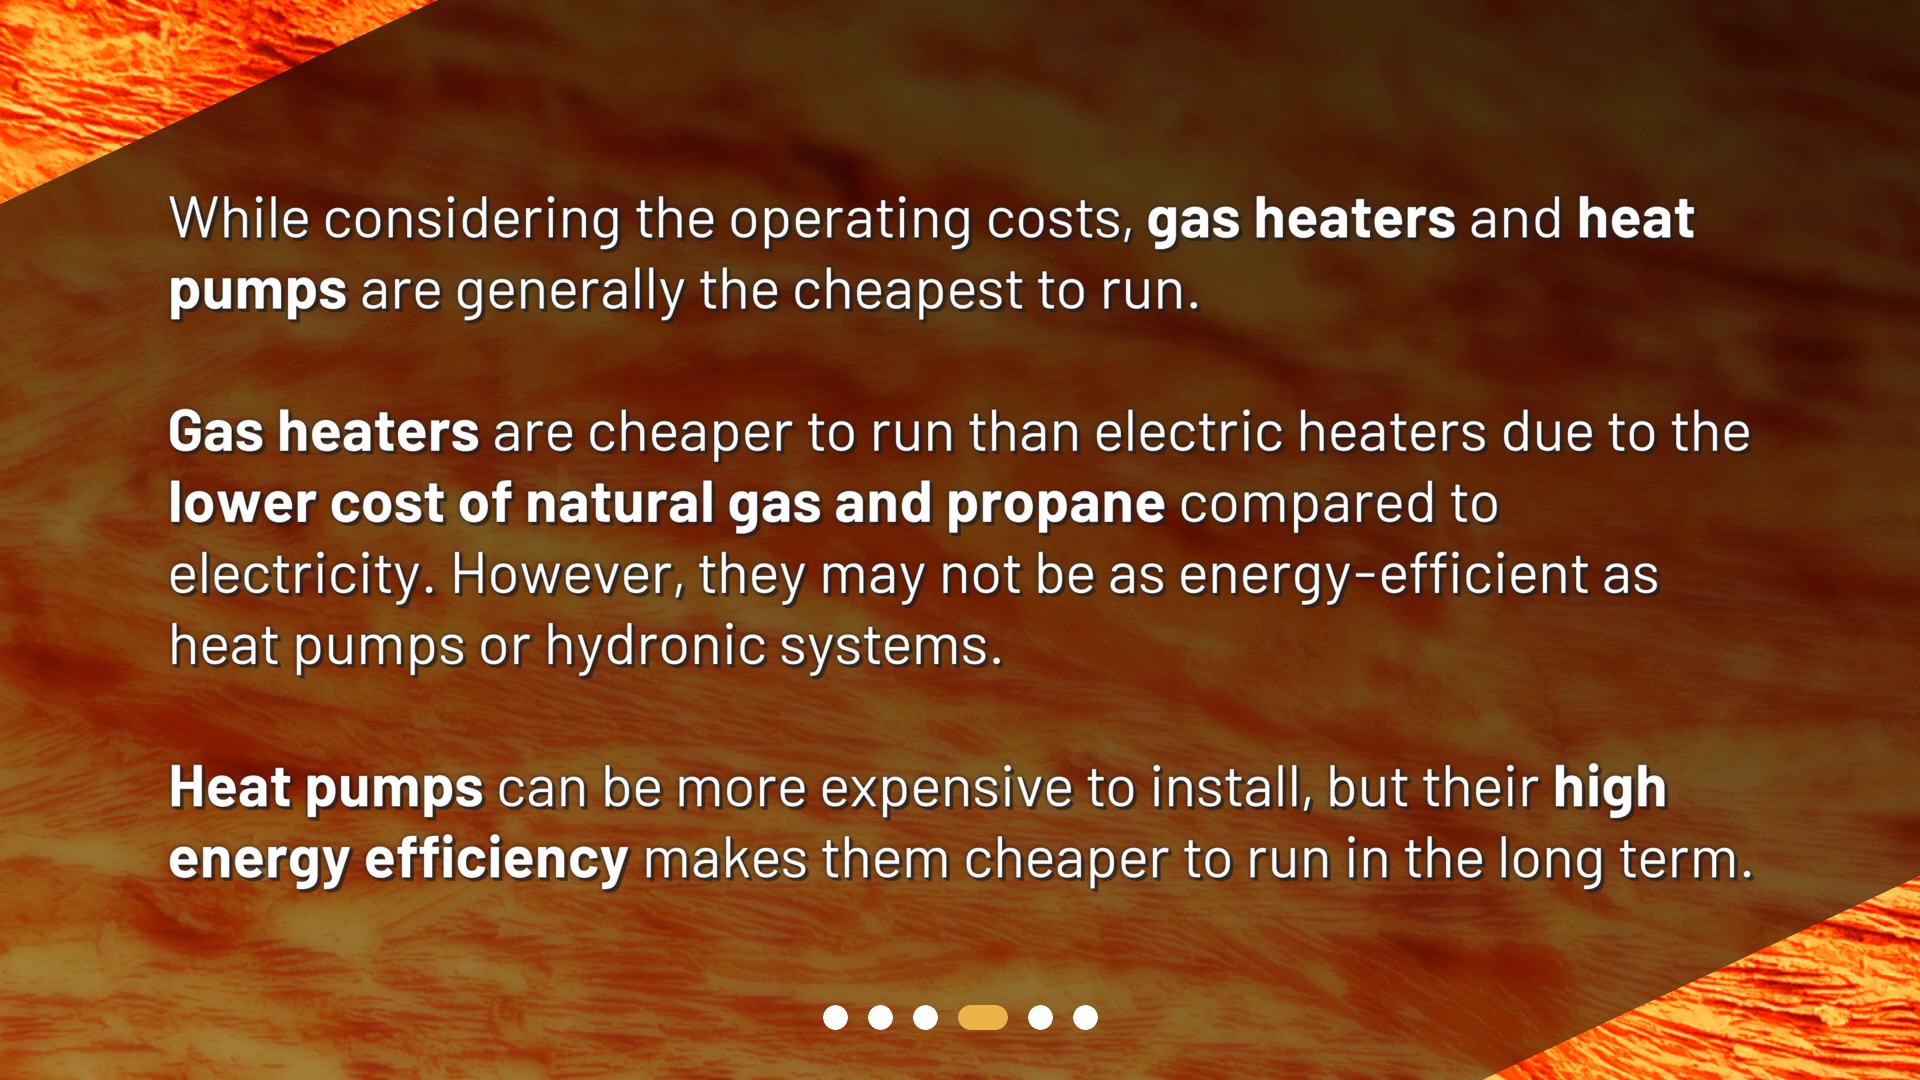 While considering the operating costs, gas heaters and heat
pumps are generally the cheapest to run.
Gas heaters are cheaper to run than electric heaters due to the
lower cost of natural gas and propane compared to
electricity. However, they may not be as energy-efficient as
heat pumps or hydronic systems.
Heat pumps can be more expensive to install, but their high
energy efficiency makes them cheaper to run in the long term.